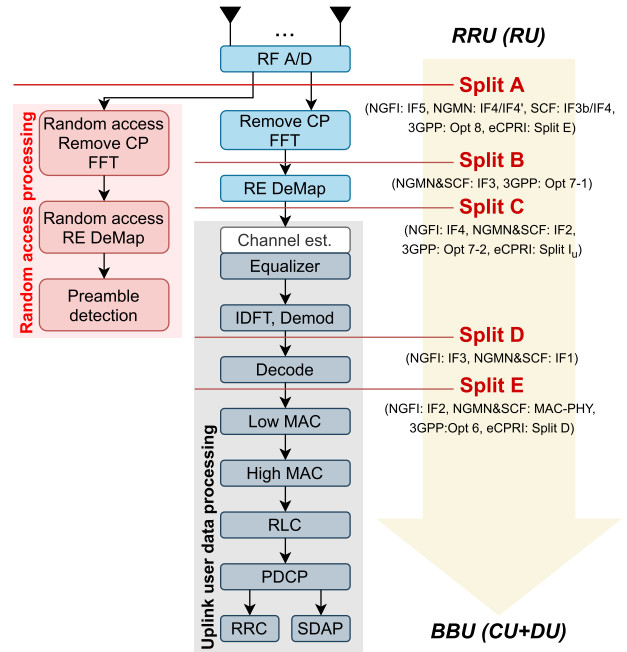 ...
RF A/D
RRU (RU)
Split A
(NGFI: IF5, NGMN: IF4/IF4', SCF: IF3b/IF4,
3GPP: Opt 8, eCPRI: Split E)
Random access processing
Random access
Remove CP
FFT
Remove CP
FFT
Split B
(NGMN&SCF: IF3, 3GPP: Opt 7-1)
RE DeMap
Random access
RE DeMap
Split C
(NGFI: IF4, NGMN&SCF: IF2,
3GPP: Opt 7-2, eCPRI: Split Iu)
Preamble
detection
Uplink user data processing
Channel est.
Equalizer
IDFT, Demod
Split D
(NGFI: IF3, NGMN&SCF: IF1)
Decode
Split E
(NGFI: IF2, NGMN&SCF: MAC-PHY,
3GPP:Opt 6, eCPRI: Split D)
Low MAC
High MAC
RLC
PDCP
RRC
SDAP
BBU (CU+DU)